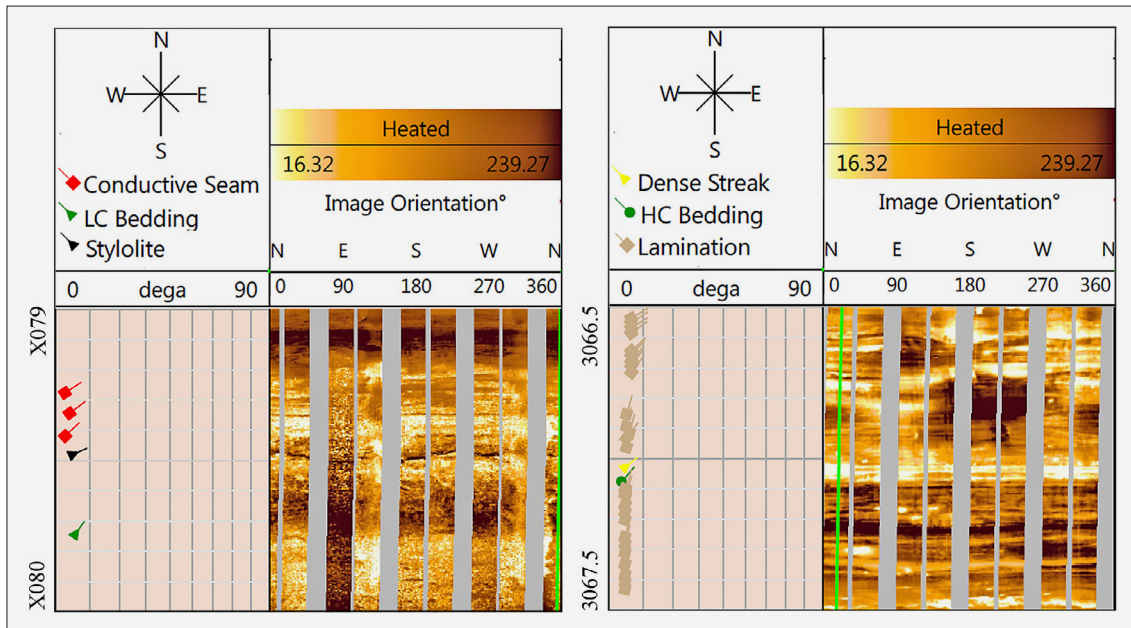 N
W E
S
Conductive Seam
LC Bedding
Stylolite
Heated
16.32 239.27
Image Orientation°
N E S W N
0 dega 90
0 90 180 270 360
X079
X080
N
W E
S
Dense Streak
HC Bedding
Lamination
Heated
16.32 239.27
Image Orientation°
N E S W N
0 dega 90
0 90 180 270 360
3066.5
3067.5